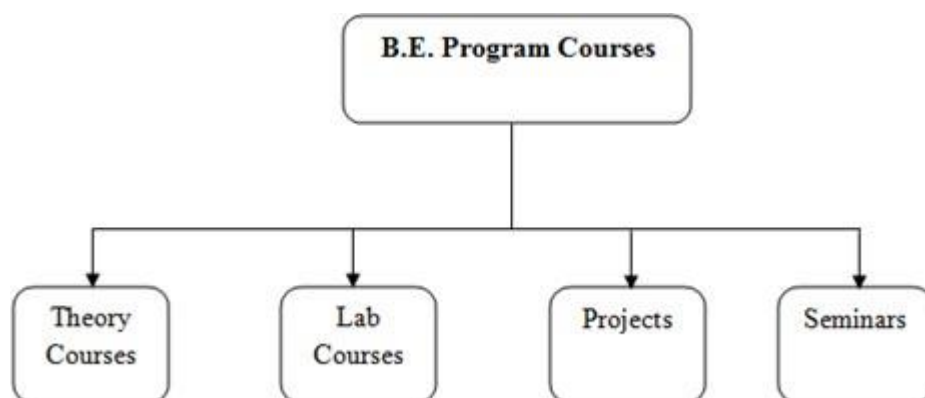 B.E. Program Courses
Theory
Courses
Lab
Courses
Projects
Seminars